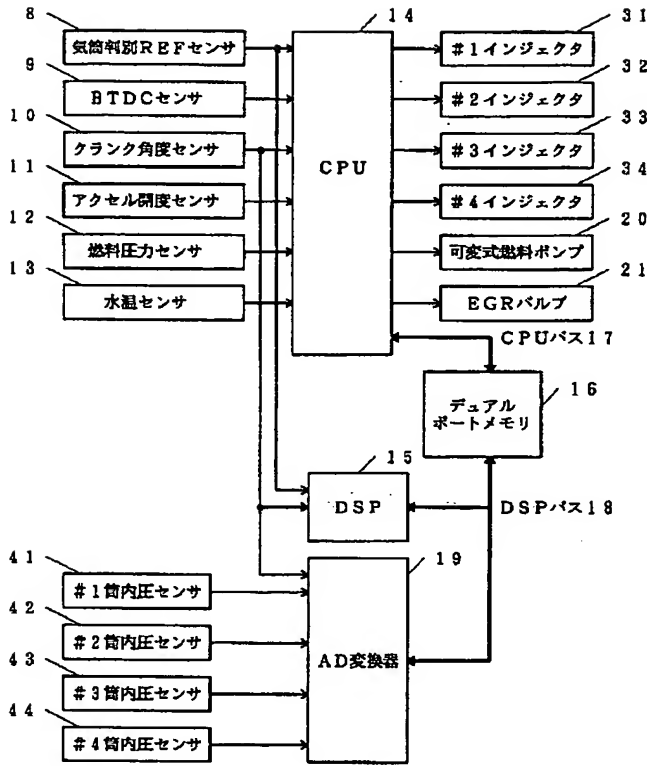 8
気筒判別REFセンサ
9
BTDCセンサ
10
クランク角度センサ
11
アクセル開度センサ
12
燃料圧力センサ
13
水温センサ
14
CPU
31
#1インジェクタ
32
#2インジェクタ
33
#3インジェクタ
34
#4インジェクタ
20
可変式燃料ポンプ
21
EGRバルブ
CPUバス17
16
デュアル
ポートメモリ
15
DSP
DSPバス18
41
#1筒内圧センサ
42
#2筒内圧センサ
43
#3筒内圧センサ
44
#4筒内圧センサ
19
AD変換器